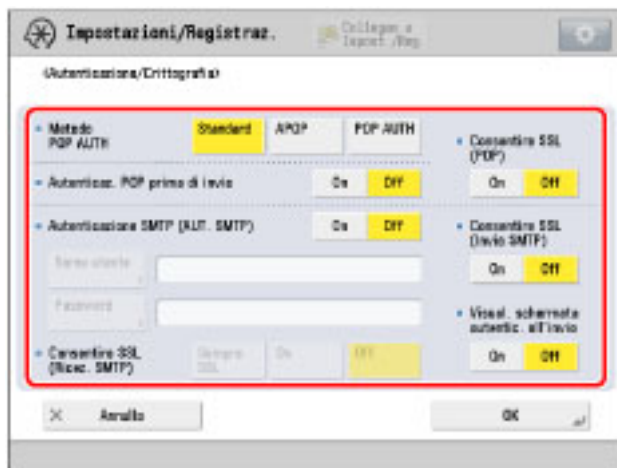 Impostazioni/Registraz.
Collegam a
Impost./Reg.
<Autenticazione/Crittografia>
Metodo
POP AUTH
Standard
APOP
POP AUTH
Consentire SSL
(POP)
On
Off
Autenticaz. POP prima di invio
On
Off
Autenticazione SMTP (AUT. SMTP)
On
Off
Consentire SSL
(Invio SMTP)
On
Off
Nome utente
Password
Visual. schermata
autentic. all'invio
On
Off
Consentire SSL
(Ricez. SMTP)
Sempre
SSL
On
Off
Annulla
OK